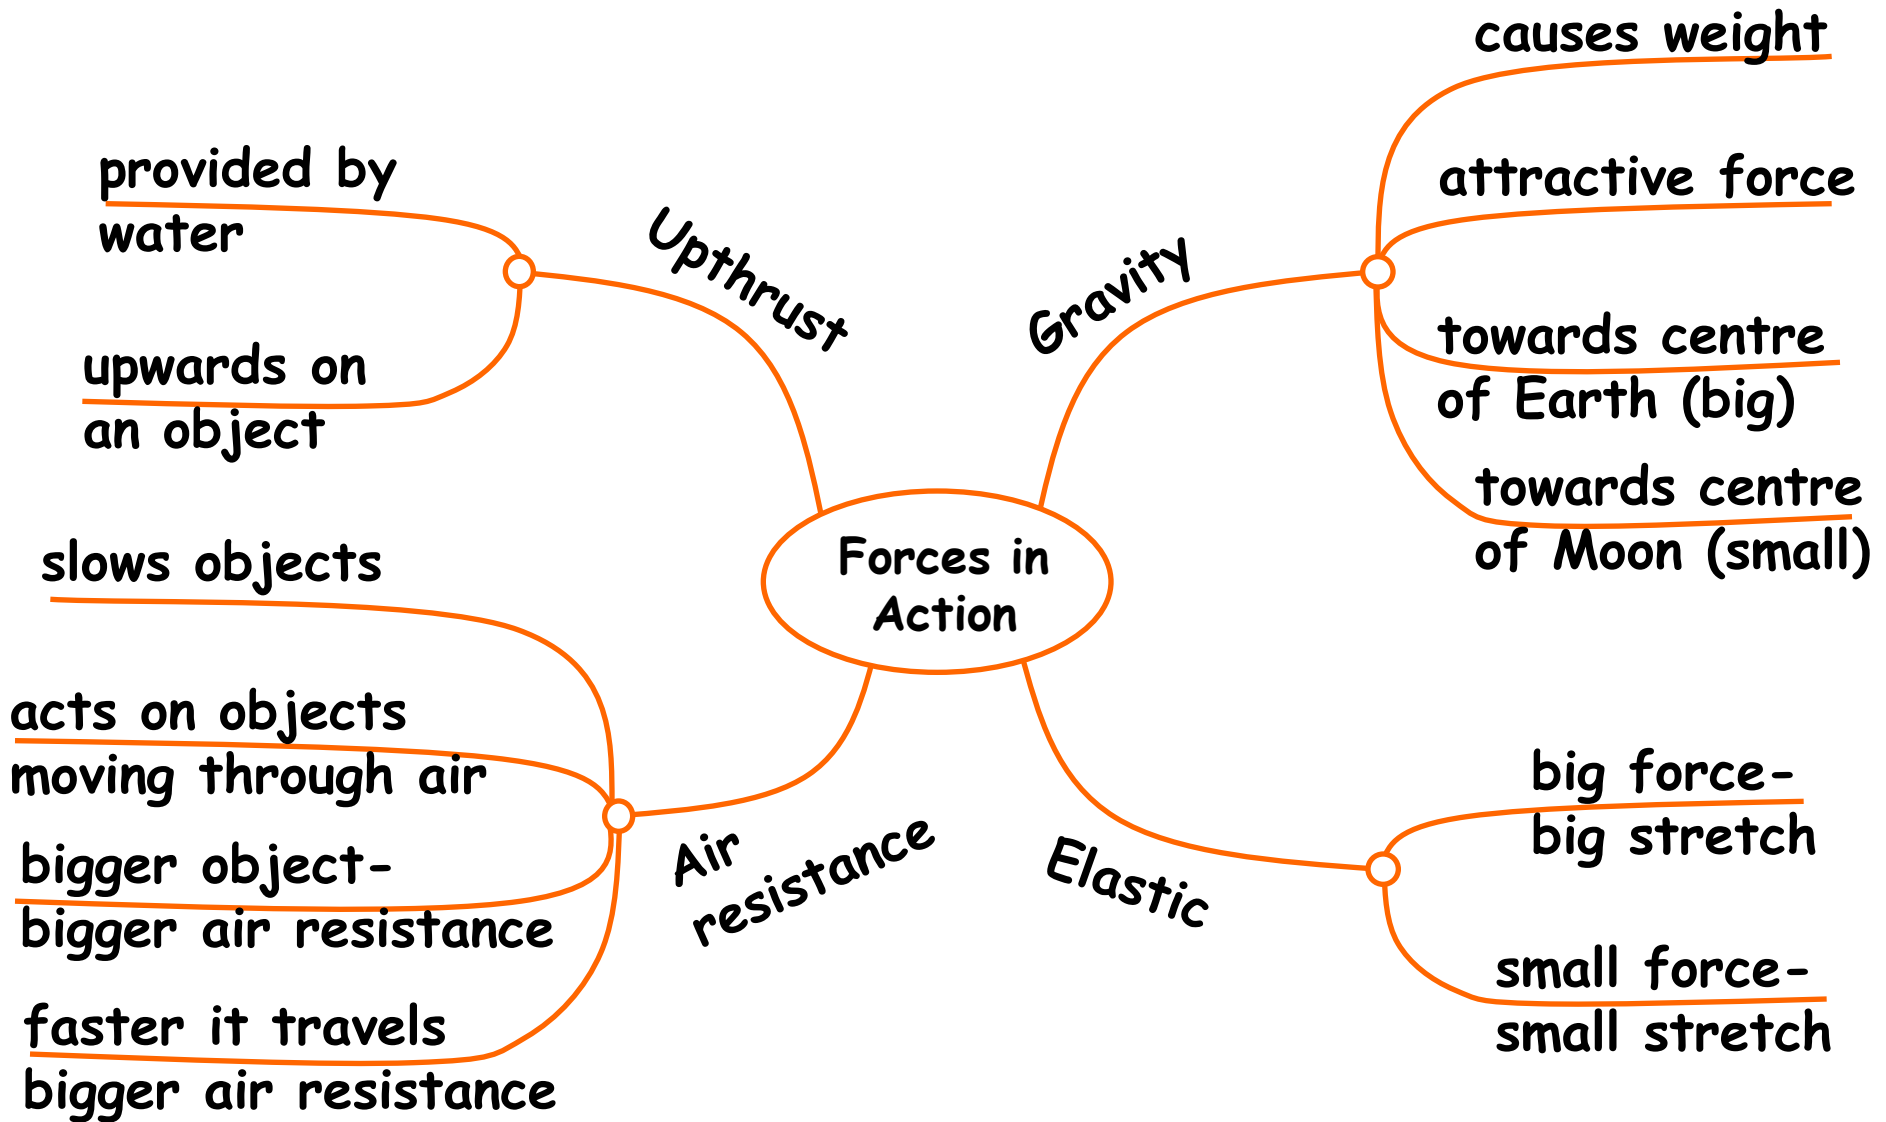 Forces in
Action
Upthrust
provided by
water
upwards on
an object
Gravity
causes weight
attractive force
towards centre
of Earth (big)
towards centre
of Moon (small)
Air
resistance
slows objects
acts on objects
moving through air
bigger object-
bigger air resistance
faster it travels
bigger air resistance
Elastic
big force-
big stretch
small force-
small stretch